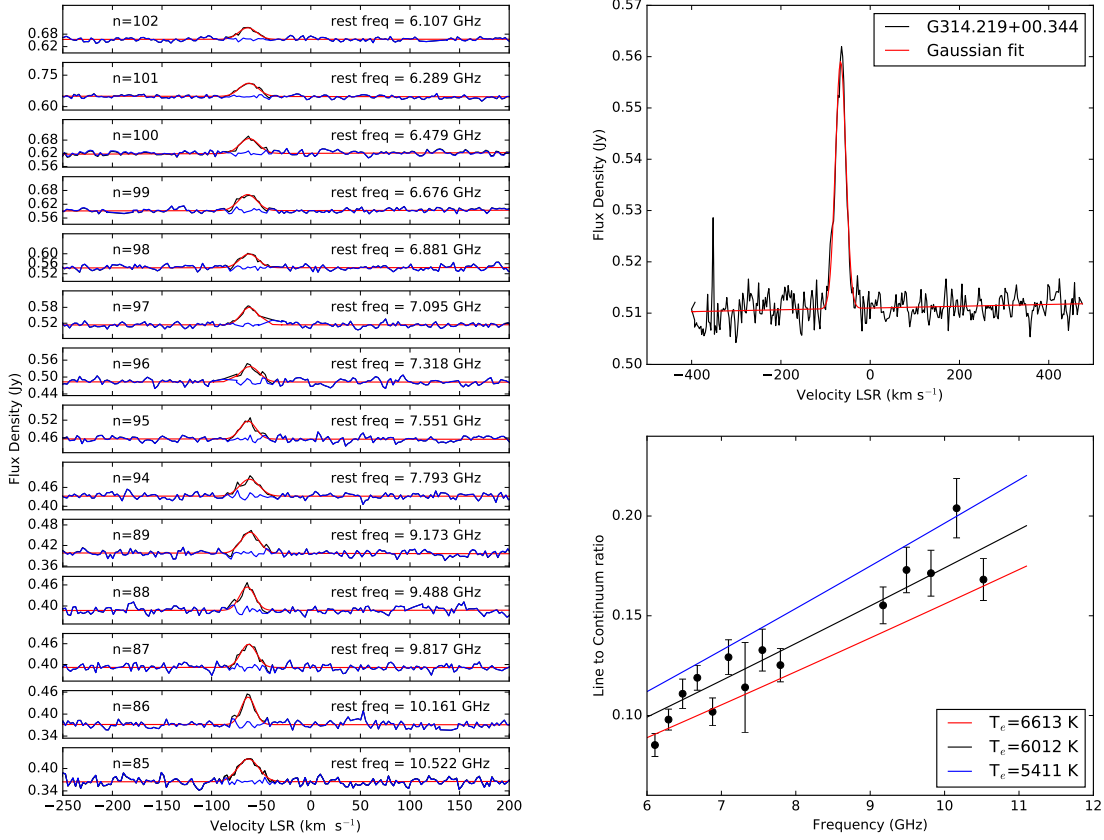 n=102 rest freq = 6.107 GHz
0.68
0.62
n=101 rest freq = 6.289 GHz
0.75
0.60
n=100 rest freq = 6.479 GHz
0.68
0.62
0.56
n=99 rest freq = 6.676 GHz
0.68
0.62
0.56
n=98 rest freq = 6.881 GHz
0.60
0.56
0.52
n=97 rest freq = 7.095 GHz
0.58
0.52
n=96 rest freq = 7.318 GHz
0.56
0.50
0.44
n=95 rest freq = 7.551 GHz
0.52
0.46
n=94 rest freq = 7.793 GHz
0.46
0.40
n=89 rest freq = 9.173 GHz
0.48
0.40
0.36
n=88 rest freq = 9.488 GHz
0.46
0.40
n=87 rest freq = 9.817 GHz
0.46
0.40
n=86 rest freq = 10.161 GHz
0.46
0.38
0.34
n=85 rest freq = 10.522 GHz
0.40
0.34
−250 −200 −150 −100 −50 0 50 100 150 200
Velocity LSR (km s⁻¹)
Flux Density (Jy)
G314.219+00.344
Gaussian fit
0.57
0.56
0.55
0.54
0.53
0.52
0.51
0.50
−400 −200 0 200 400
Velocity LSR (km s⁻¹)
Flux Density (Jy)
0.20
0.15
0.10
Line to Continuum ratio
Tₑ=6613 K
Tₑ=6012 K
Tₑ=5411 K
6 7 8 9 10 11 12
Frequency (GHz)